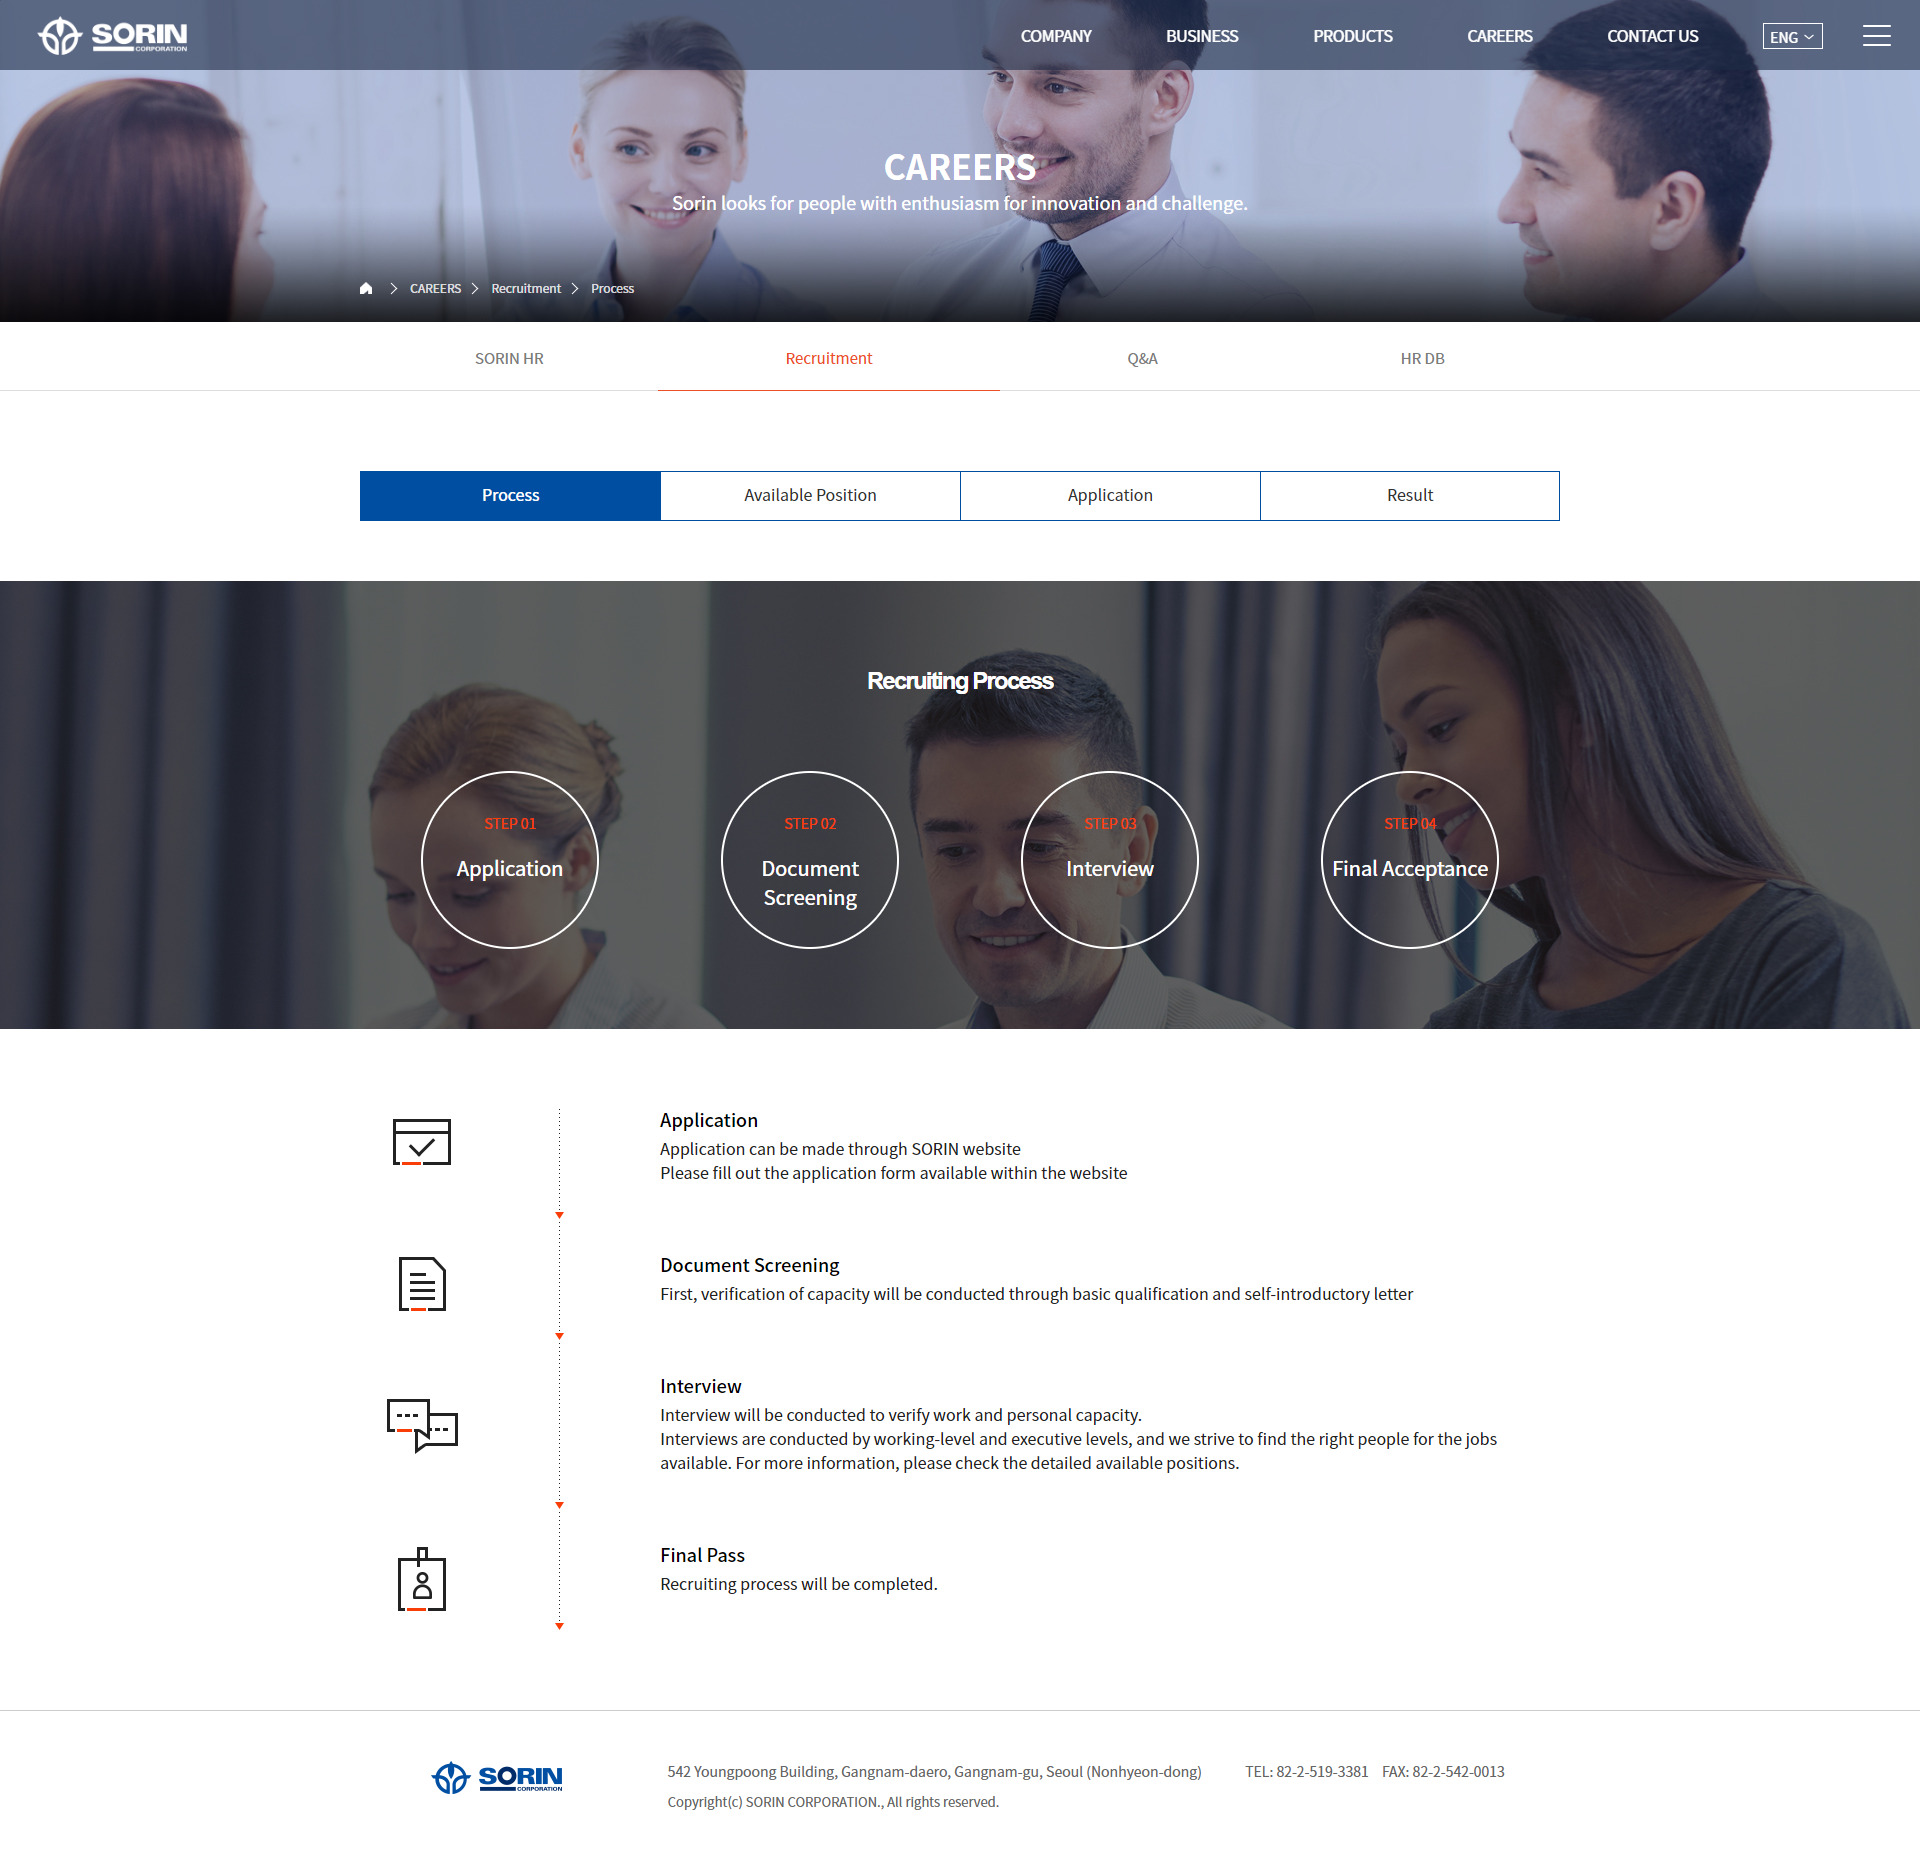 SORIN
CORPORATION
COMPANY
BUSINESS
PRODUCTS
CAREERS
CONTACT US
ENG
CAREERS
Sorin looks for people with enthusiasm for innovation and challenge.
CAREERS
Recruitment
Process
SORIN HR
Recruitment
Q&A
HR DB
Process
Available Position
Application
Result
Recruiting Process
STEP 01
Application
STEP 02
Document
Screening
STEP 03
Interview
STEP 04
Final Acceptance
Application
Application can be made through SORIN website
Please fill out the application form available within the website
Document Screening
First, verification of capacity will be conducted through basic qualification and self-introductory letter
Interview
Interview will be conducted to verify work and personal capacity.
Interviews are conducted by working-level and executive levels, and we strive to find the right people for the jobs
available. For more information, please check the detailed available positions.
Final Pass
Recruiting process will be completed.
SORIN
CORPORATION
542 Youngpoong Building, Gangnam-daero, Gangnam-gu, Seoul (Nonhyeon-dong)
TEL: 82-2-519-3381
FAX: 82-2-542-0013
Copyright(c) SORIN CORPORATION., All rights reserved.